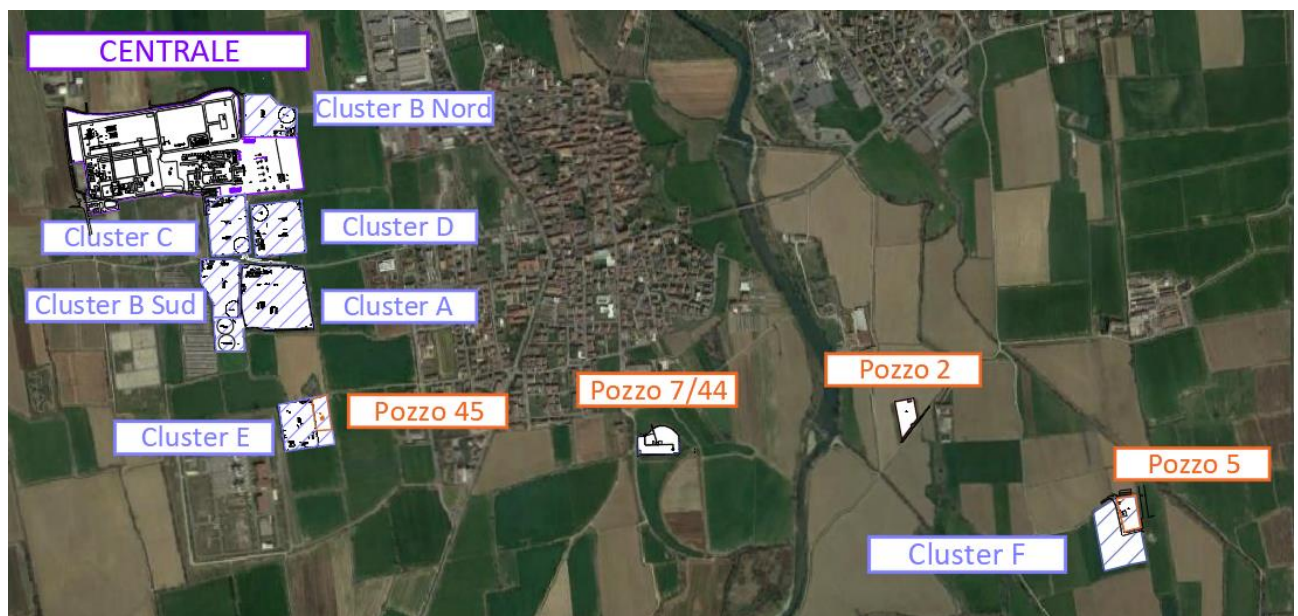 CENTRALE
Cluster B Nord
Cluster C
Cluster D
Cluster B Sud
Cluster A
Pozzo 45
Cluster E
Pozzo 7/44
Pozzo 2
Pozzo 5
Cluster F